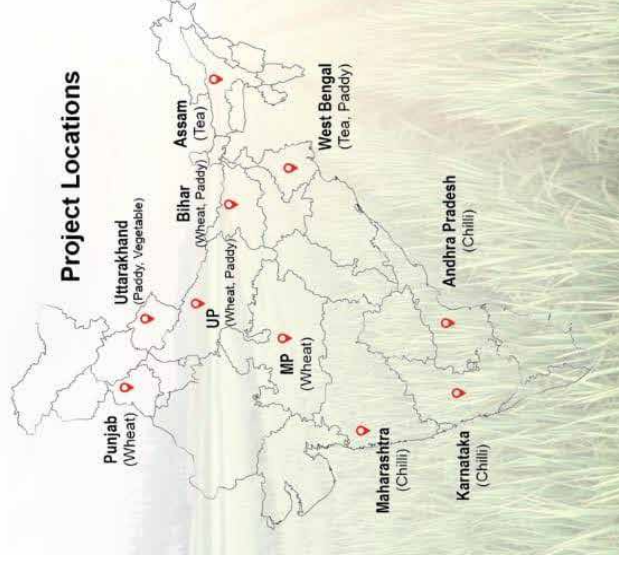 Project Locations
Uttarakhand
(Paddy, Vegetable)
Punjab
(Wheat)
Assam
(Tea)
Bihar
(Wheat, Paddy)
UP
(Wheat, Paddy)
West Bengal
(Tea, Paddy)
MP
(Wheat)
Maharashtra
(Chilli)
Andhra Pradesh
(Chilli)
Karnataka
(Chilli)